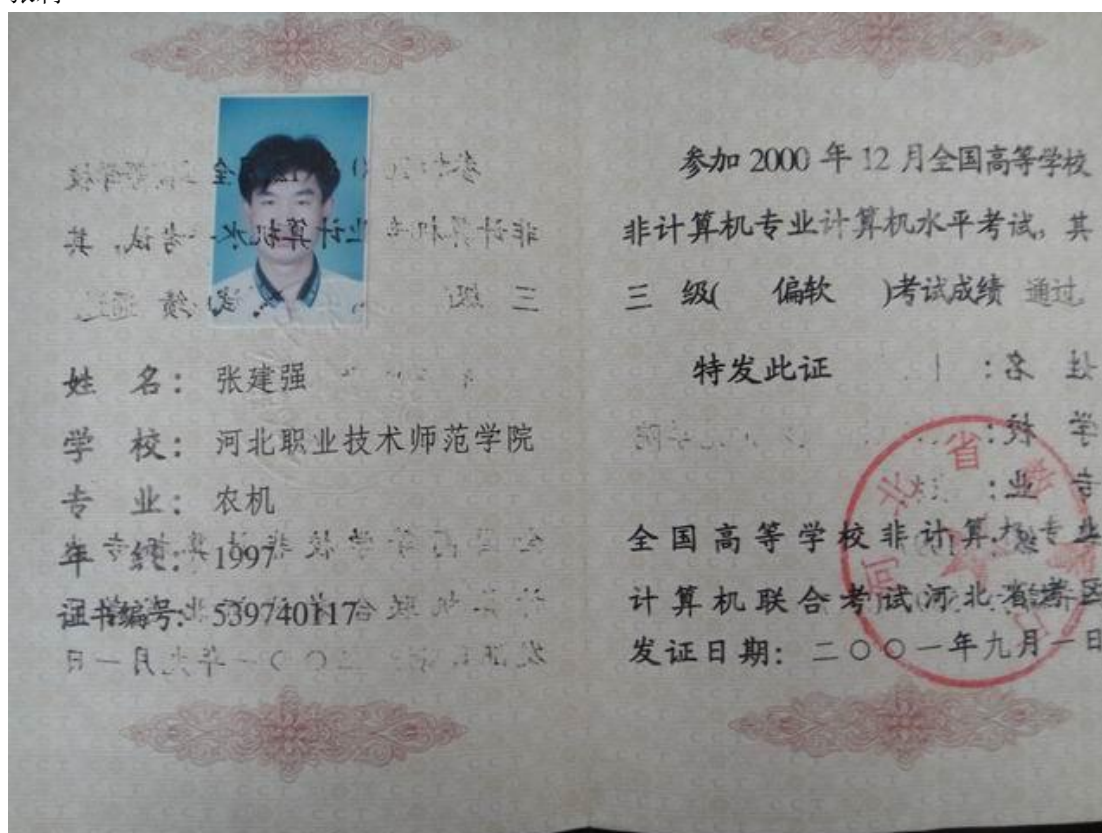 姓 名: 张建强
学 校: 河北职业技术师范学院
专 业: 农机
年 级: 1997
证书编号: 539740117
参加 2000 年 12 月全国高等学校
非计算机专业计算机水平考试, 其
三 级( 偏软 )考试成绩 通过
特发此证
全国高等学校非计算机专业
计算机联合考试河北省考区
发证日期: 二〇〇一年九月一日